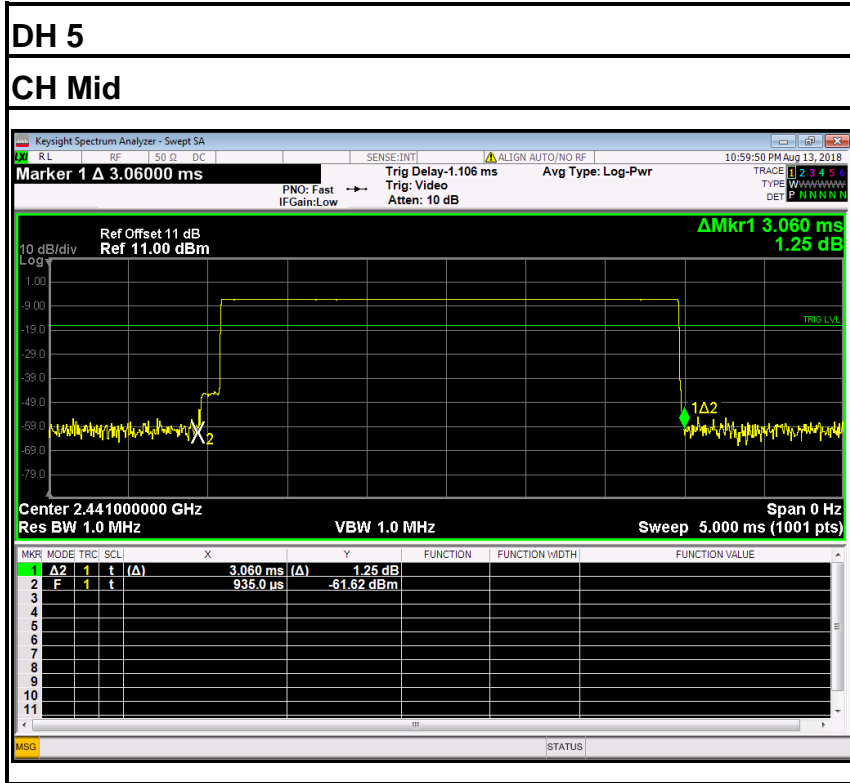 DH 5
CH Mid
Keysight Spectrum Analyzer - Swept SA
LXI RL RF 50 Ω DC SENSE:INT ALIGN AUTO/NO RF 10:59:50 PM Aug 13, 2018
Marker 1 Δ 3.06000 ms
Trig Delay-1.106 ms Avg Type: Log-Pwr
TRACE 1 2 3 4 5 6
PNO: Fast Trig: Video
TYPE WWWWWW
IFGain:Low Atten: 10 dB
DET P N N N N N
ΔMkr1 3.060 ms
1.25 dB
Ref Offset 11 dB
10 dB/div Ref 11.00 dBm
Log
1.00
-9.00
TRIG LVL
-19.0
-29.0
-39.0
-49.0
1Δ2
-59.0
2
-69.0
-79.0
Center 2.441000000 GHz Span 0 Hz
Res BW 1.0 MHz VBW 1.0 MHz Sweep 5.000 ms (1001 pts)
MKR MODE TRC SCL X Y FUNCTION FUNCTION WIDTH FUNCTION VALUE
1 Δ2 1 t (Δ) 3.060 ms (Δ) 1.25 dB
2 F 1 t 935.0 µs -61.62 dBm
3
4
5
6
7
8
9
10
11
MSG STATUS